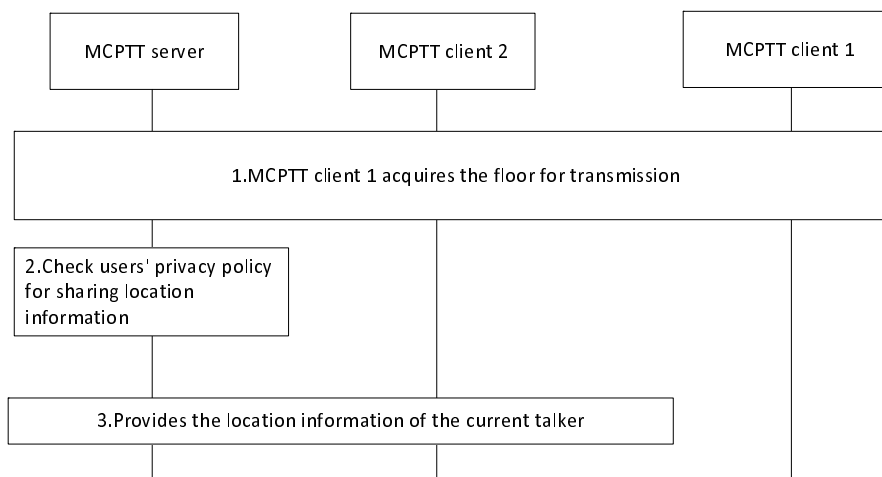 MCPTT server
MCPTT client 2
MCPTT client 1
1.MCPTT client 1 acquires the floor for transmission
2.Check users' privacy policy
for sharing location
information
3.Provides the location information of the current talker